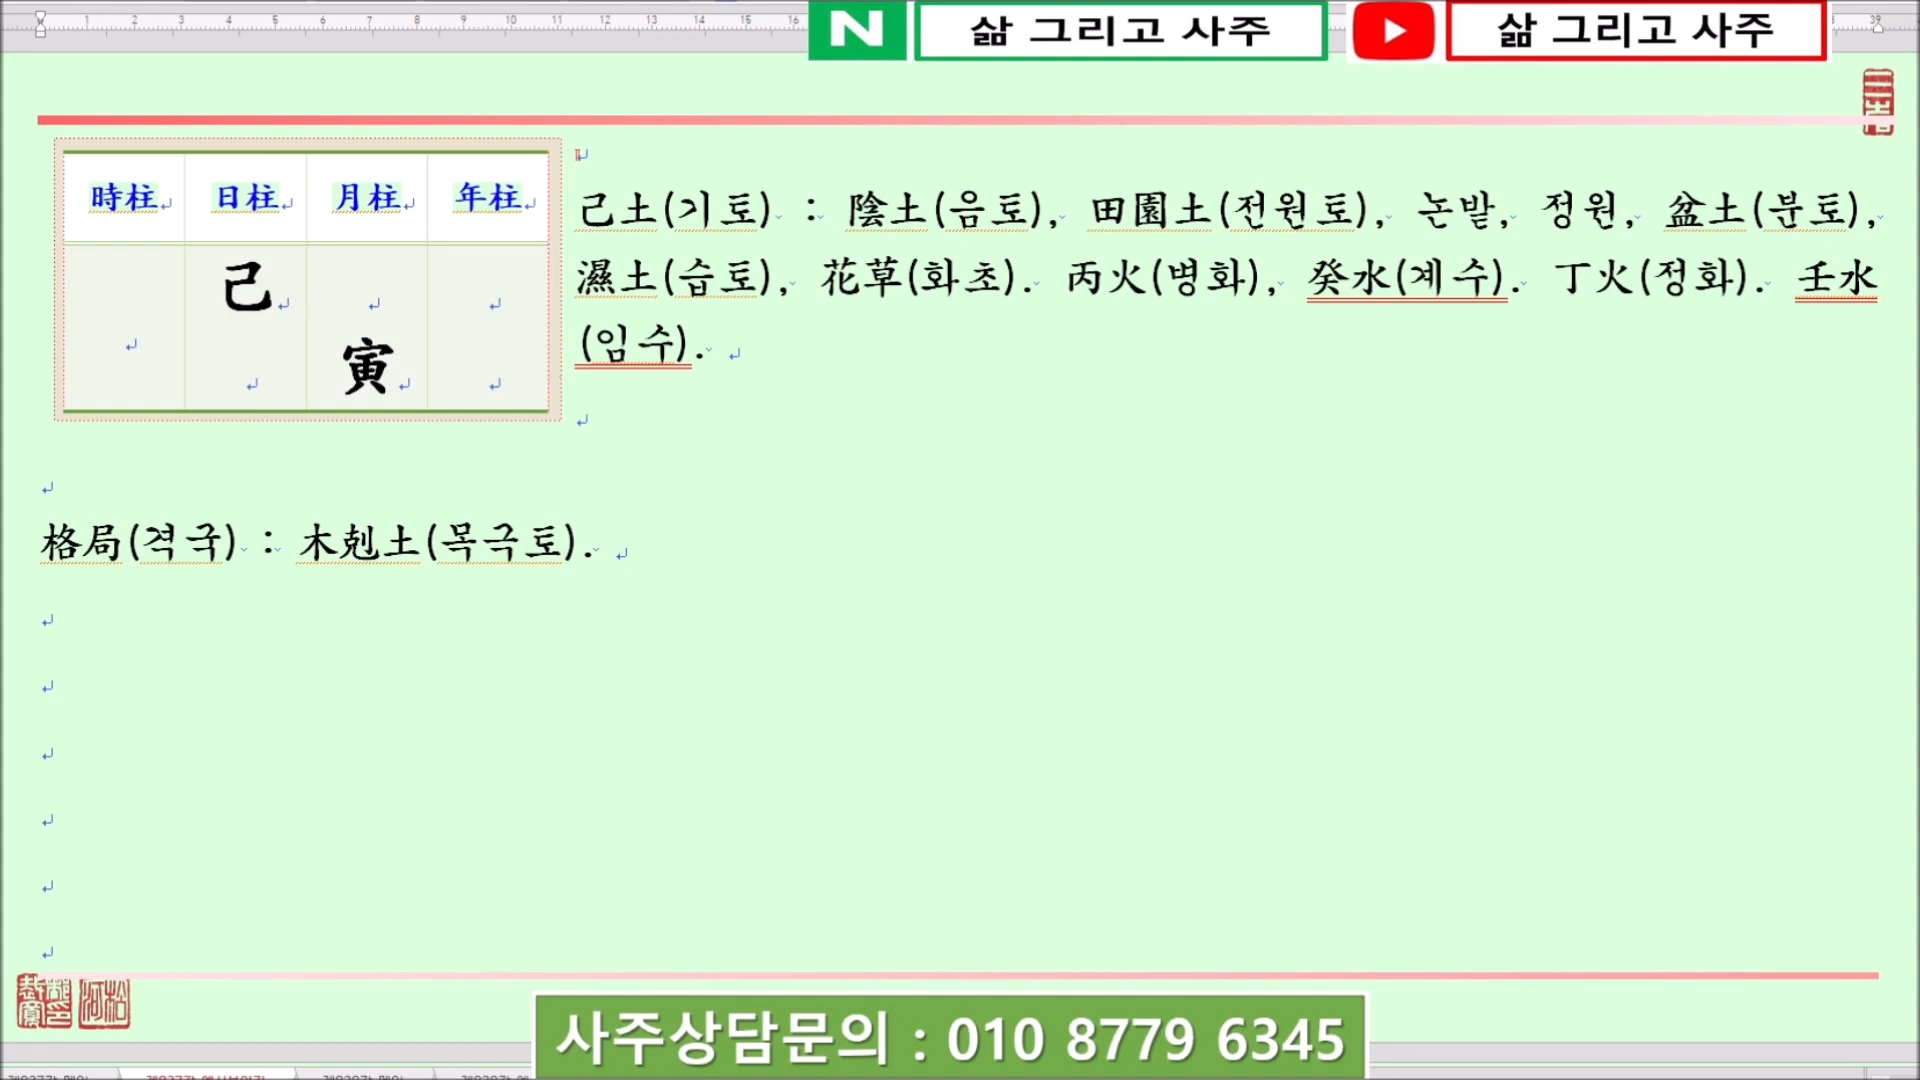 삶 그리고 사주
삶 그리고 사주
時柱 日柱 月柱 年柱
己
寅
己土(기토) : 陰土(음토), 田園土(전원토), 논밭, 정원, 盆土(분토),
濕土(습토), 花草(화초). 丙火(병화), 癸水(계수). 丁火(정화). 壬水
(임수).
格局(격국) : 木剋土(목극토).
사주상담문의 : 010 8779 6345